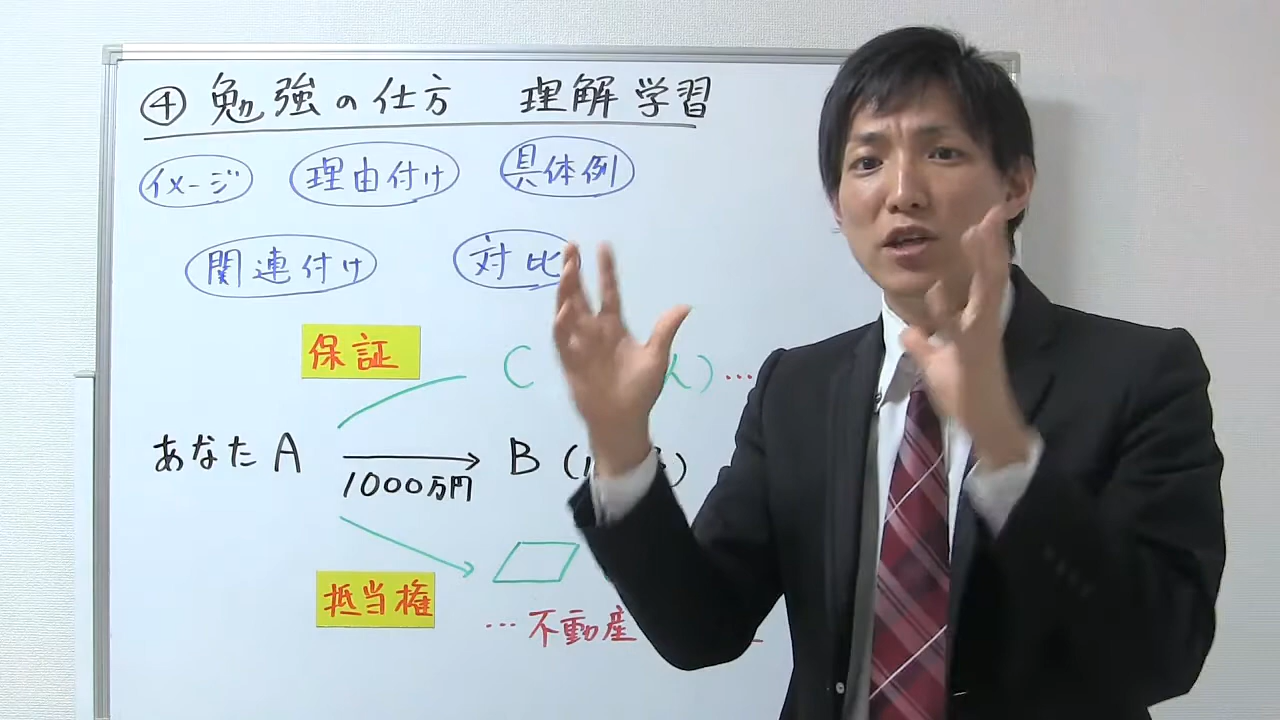 ④ 勉強の仕方 理解学習
イメージ 理由付け 具体例
関連付け 対比
保証 C 人) …
あなた A B
1000万円
抵当権
… 不動産